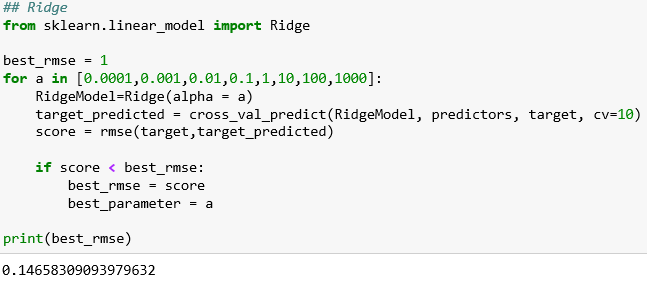 ## Ridge
from sklearn.linear_model import Ridge
best_rmse = 1
for a in [0.0001,0.001,0.01,0.1,1,10,100,1000]:
    RidgeModel=Ridge(alpha = a)
    target_predicted = cross_val_predict(RidgeModel, predictors, target, cv=10)
    score = rmse(target,target_predicted)
    if score < best_rmse:
        best_rmse = score
        best_parameter = a
print(best_rmse)
0.14658309093979632